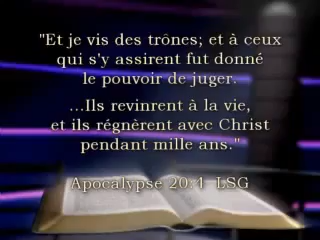 "Et je vis des trônes; et à ceux
qui s'y assirent fut donné
le pouvoir de juger.
...Ils revinrent à la vie,
et ils régnèrent avec Christ
pendant mille ans."
Apocalypse 20:4  LSG